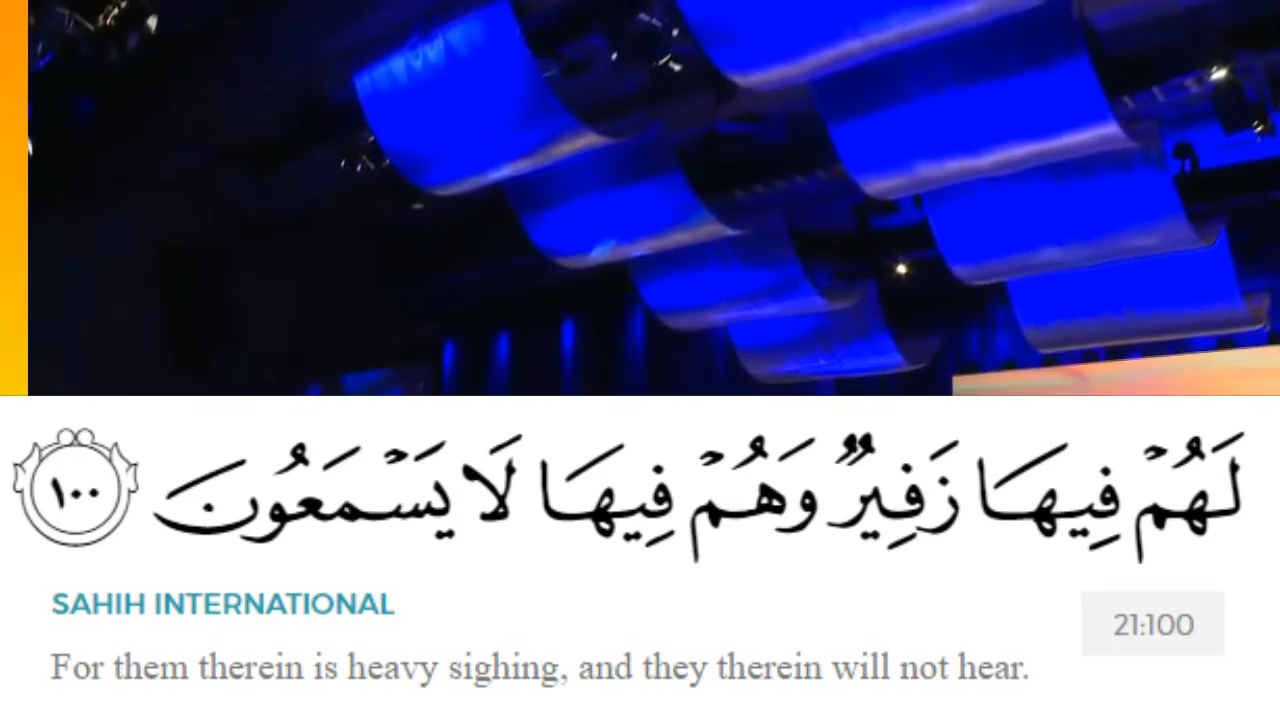 لَهُمْ فِيهَا زَفِيرٌ وَهُمْ فِيهَا لَا يَسْمَعُونَ ١٠٠
SAHIH INTERNATIONAL
21:100
For them therein is heavy sighing, and they therein will not hear.